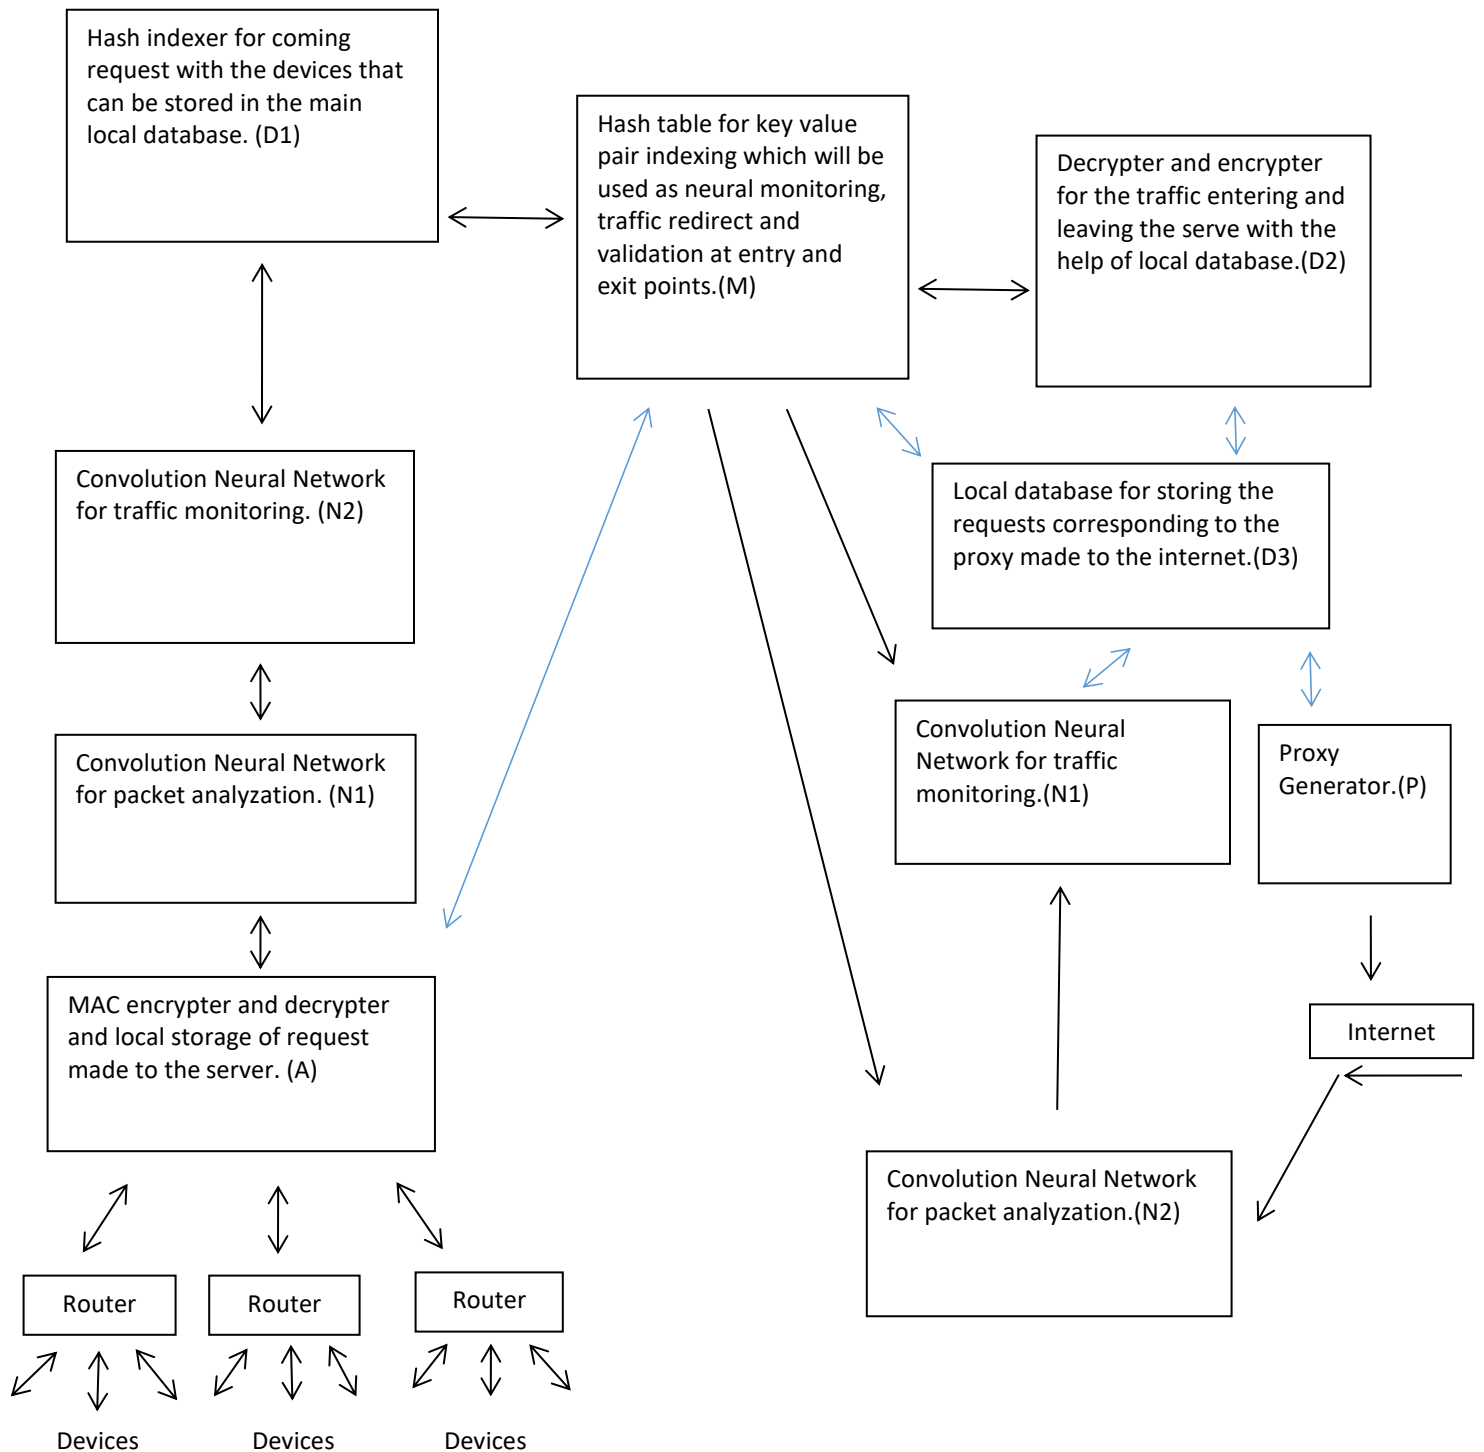 Hash indexer for coming
request with the devices that
can be stored in the main
local database. (D1)
Hash table for key value
pair indexing which will be
used as neural monitoring,
traffic redirect and
validation at entry and
exit points.(M)
Decrypter and encrypter
for the traffic entering and
leaving the serve with the
help of local database.(D2)
Convolution Neural Network
for traffic monitoring. (N2)
Local database for storing the
requests corresponding to the
proxy made to the internet.(D3)
Convolution Neural Network
for packet analyzation. (N1)
Convolution Neural
Network for traffic
monitoring.(N1)
Proxy
Generator.(P)
MAC encrypter and decrypter
and local storage of request
made to the server. (A)
Internet
Convolution Neural Network
for packet analyzation.(N2)
Router
Router
Router
Devices
Devices
Devices